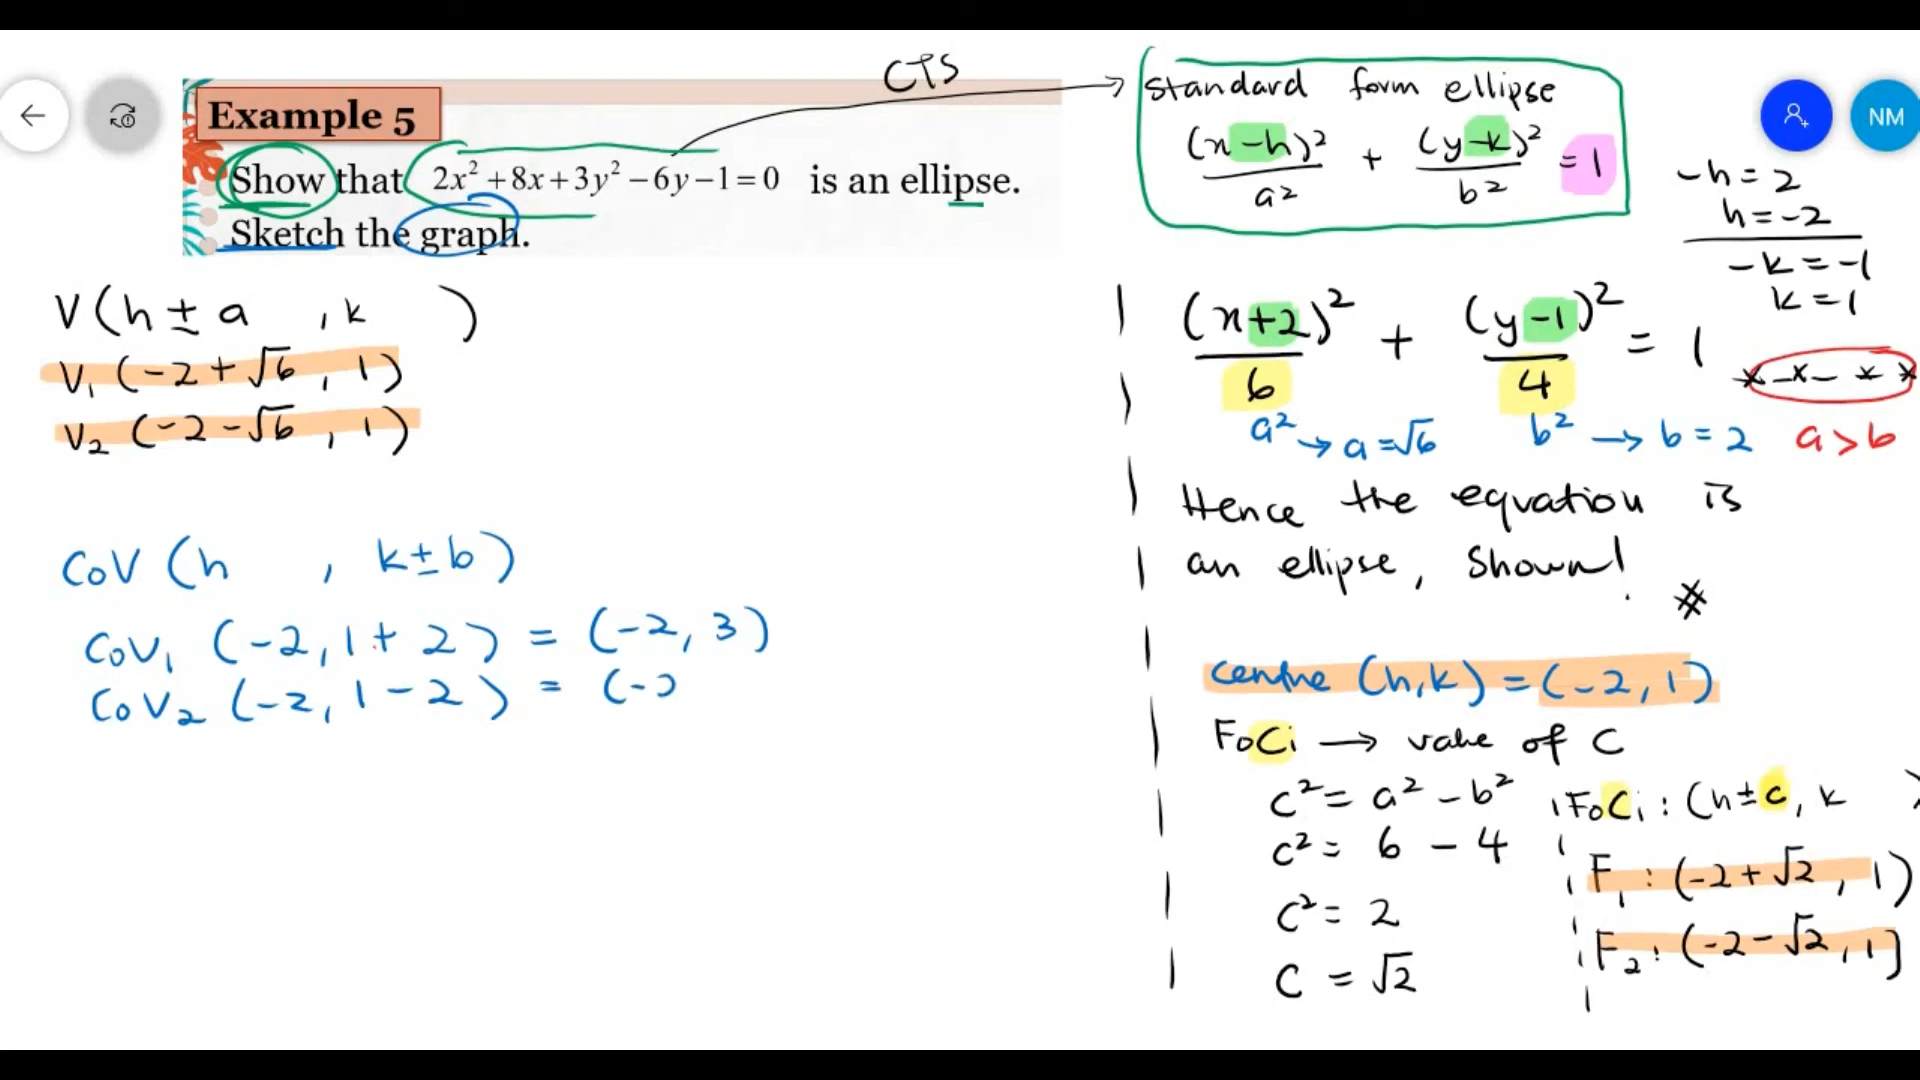 CTS
Example 5
Show that 2x² + 8x + 3y² − 6y − 1 = 0 is an ellipse.
Sketch the graph.
V (h ± a , k )
V₁ (-2 + √6 , 1)
V₂ (-2 - √6 , 1)
CoV (h , k ± b)
CoV₁ (-2, 1 + 2) = (-2, 3)
CoV₂ (-2, 1 - 2) = (-2
standard form ellipse
(x - h)²/a² + (y - k)²/b² = 1
NM
-h = 2
h = -2
-k = -1
k = 1
(x + 2)²/6 + (y - 1)²/4 = 1
a² → a = √6 b² → b = 2 a > b
Hence the equation is
an ellipse, shown!
centre (h, k) = (-2, 1)
FoCi → value of C
c² = a² - b²
c² = 6 - 4
c² = 2
C = √2
FoCi : (h ± c, k )
F₁ : (-2 + √2 , 1)
F₂ : (-2 - √2 , 1)